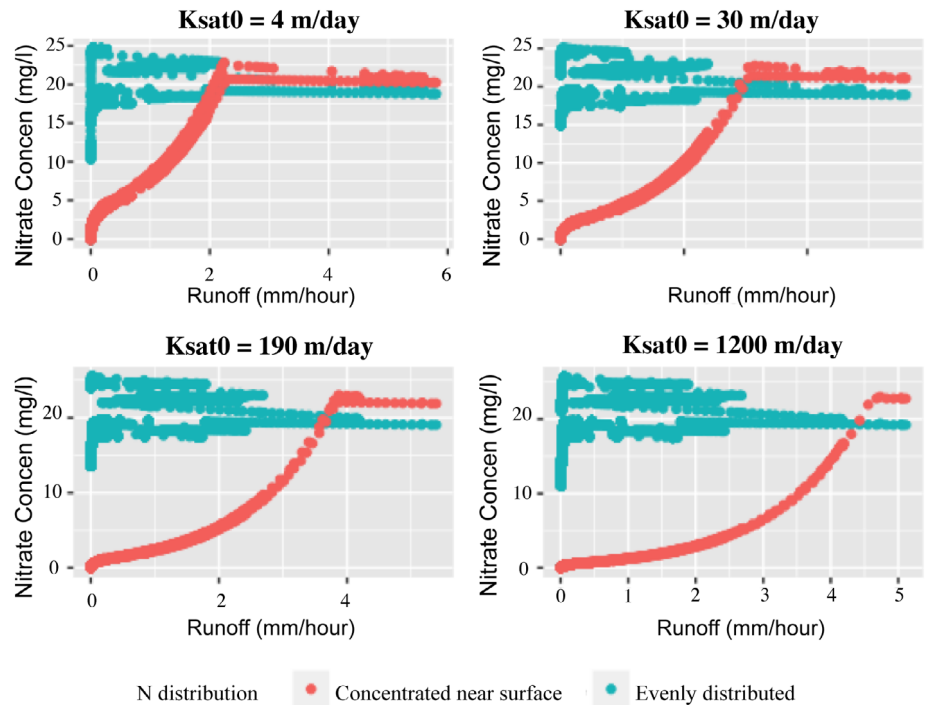 Ksat0 = 4 m/day
Nitrate Concen (mg/l)
25
20
15
10
5
0
0 2 4 6
Runoff (mm/hour)
Ksat0 = 30 m/day
Nitrate Concen (mg/l)
25
20
15
10
5
0
Runoff (mm/hour)
Ksat0 = 190 m/day
Nitrate Concen (mg/l)
20
10
0
0 2 4
Runoff (mm/hour)
Ksat0 = 1200 m/day
Nitrate Concen (mg/l)
20
10
0
0 1 2 3 4 5
Runoff (mm/hour)
N distribution Concentrated near surface Evenly distributed